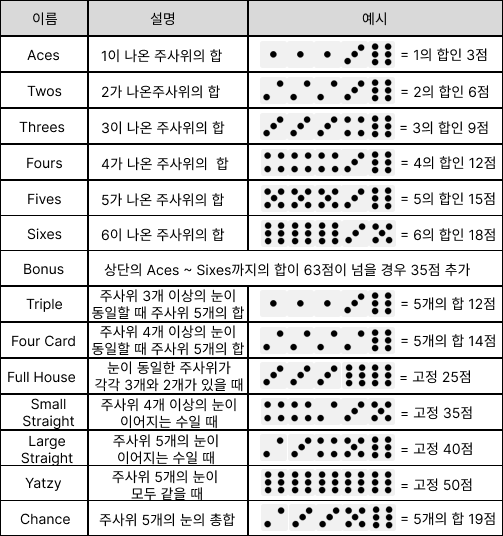 이름 설명 예시
Aces 1이 나온 주사위의 합 = 1의 합인 3점
Twos 2가 나온주사위의 합 = 2의 합인 6점
Threes 3이 나온 주사위의 합 = 3의 합인 9점
Fours 4가 나온 주사위의 합 = 4의 합인 12점
Fives 5가 나온 주사위의 합 = 5의 합인 15점
Sixes 6이 나온 주사위의 합 = 6의 합인 18점
Bonus 상단의 Aces ~ Sixes까지의 합이 63점이 넘을 경우 35점 추가
Triple 주사위 3개 이상의 눈이
동일할 때 주사위 5개의 합 = 5개의 합 12점
Four Card 주사위 4개 이상의 눈이
동일할 때 주사위 5개의 합 = 5개의 합 14점
Full House 눈이 동일한 주사위가
각각 3개와 2개가 있을 때 = 고정 25점
Small
Straight 주사위 4개 이상의 눈이
이어지는 수일 때 = 고정 35점
Large
Straight 주사위 5개의 눈이
이어지는 수일 때 = 고정 40점
Yatzy 주사위 5개의 눈이
모두 같을 때 = 고정 50점
Chance 주사위 5개의 눈의 총합 = 5개의 합 19점